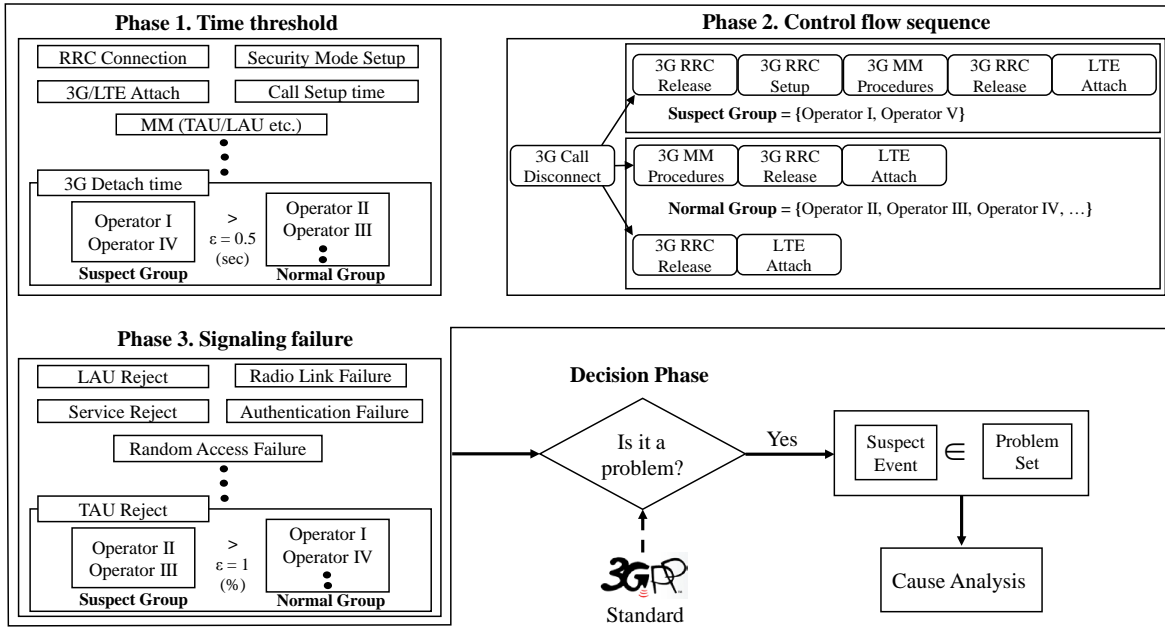 Phase 1. Time threshold
RRC Connection
Security Mode Setup
3G/LTE Attach
Call Setup time
MM (TAU/LAU etc.)
3G Detach time
Operator I
Operator IV
Suspect Group
>
ε = 0.5
(sec)
Operator II
Operator III
Normal Group
Phase 2. Control flow sequence
3G Call
Disconnect
3G RRC
Release
3G RRC
Setup
3G MM
Procedures
3G RRC
Release
LTE
Attach
Suspect Group = {Operator I, Operator V}
3G MM
Procedures
3G RRC
Release
LTE
Attach
Normal Group = {Operator II, Operator III, Operator IV, …}
3G RRC
Release
LTE
Attach
Phase 3. Signaling failure
LAU Reject
Radio Link Failure
Service Reject
Authentication Failure
Random Access Failure
TAU Reject
Operator II
Operator III
Suspect Group
>
ε = 1
(%)
Operator I
Operator IV
Normal Group
Decision Phase
Is it a
problem?
Yes
Suspect
Event
∈
Problem
Set
Cause Analysis
3GPP
Standard